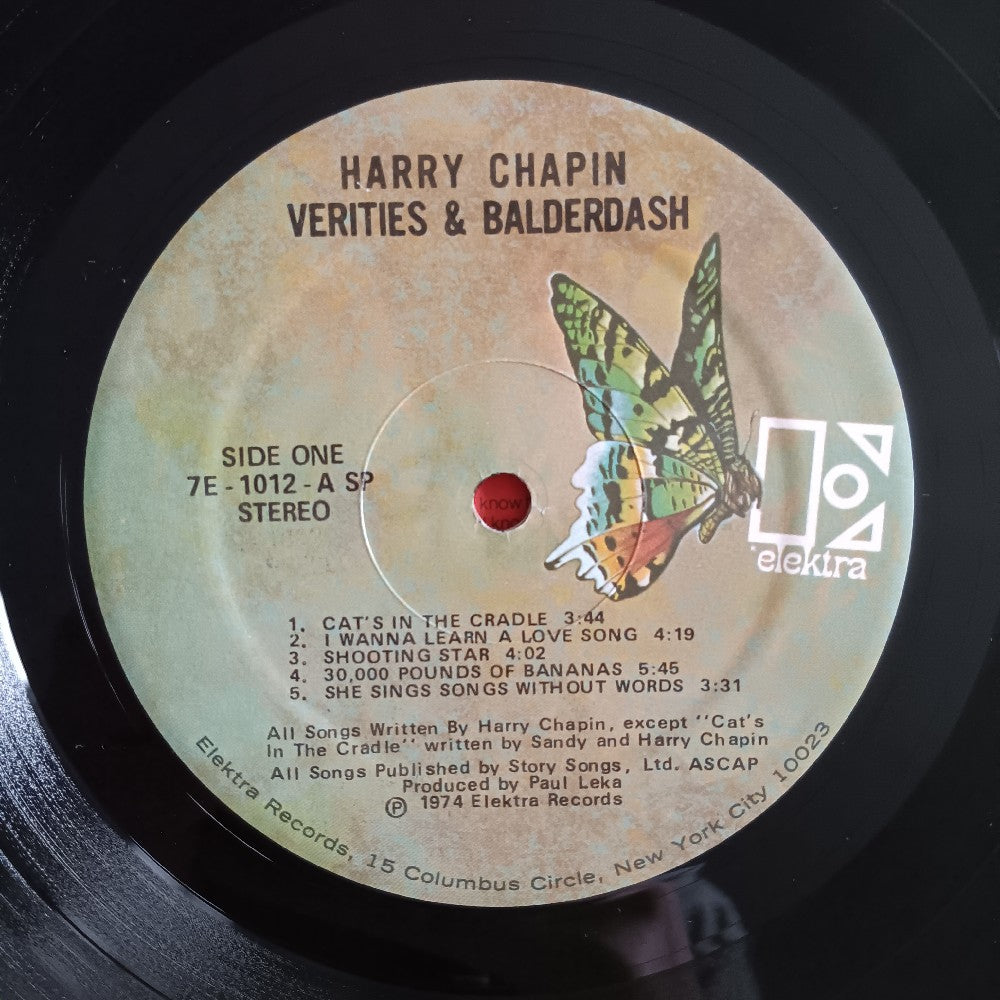 HARRY CHAPIN
VERITIES & BALDERDASH
SIDE ONE
7E - 1012 - A SP
STEREO
know
kno
elektra
1. CAT'S IN THE CRADLE 3:44
2. I WANNA LEARN A LOVE SONG 4:19
3. SHOOTING STAR 4:02
4. 30,000 POUNDS OF BANANAS 5:45
5. SHE SINGS SONGS WITHOUT WORDS 3:31
All Songs Written By Harry Chapin, except "Cat's
In The Cradle" written by Sandy and Harry Chapin
All Songs Published by Story Songs, Ltd. ASCAP
Produced by Paul Leka
Ⓟ 1974 Elektra Records
Elektra Records, 15 Columbus Circle, New York City 10023